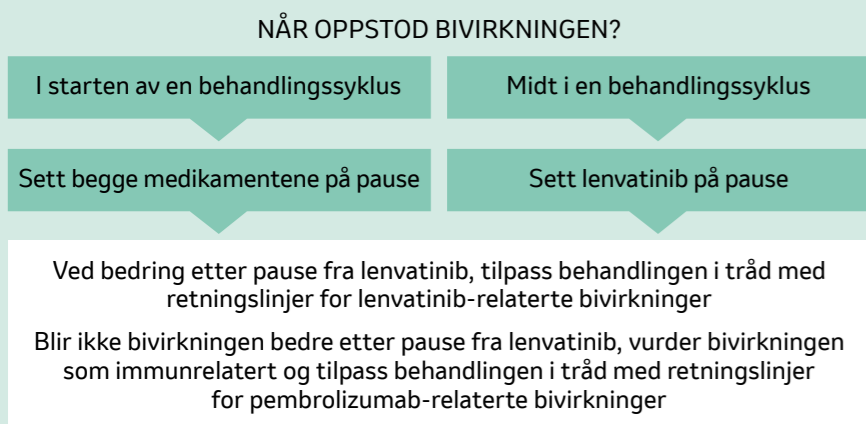 NÅR OPPSTOD BIVIRKNINGEN?
I starten av en behandlingssyklus
Midt i en behandlingssyklus
Sett begge medikamentene på pause
Sett lenvatinib på pause
Ved bedring etter pause fra lenvatinib, tilpass behandlingen i tråd med
retningslinjer for lenvatinib-relaterte bivirkninger
Blir ikke bivirkningen bedre etter pause fra lenvatinib, vurder bivirkningen
som immunrelatert og tilpass behandlingen i tråd med retningslinjer
for pembrolizumab-relaterte bivirkninger